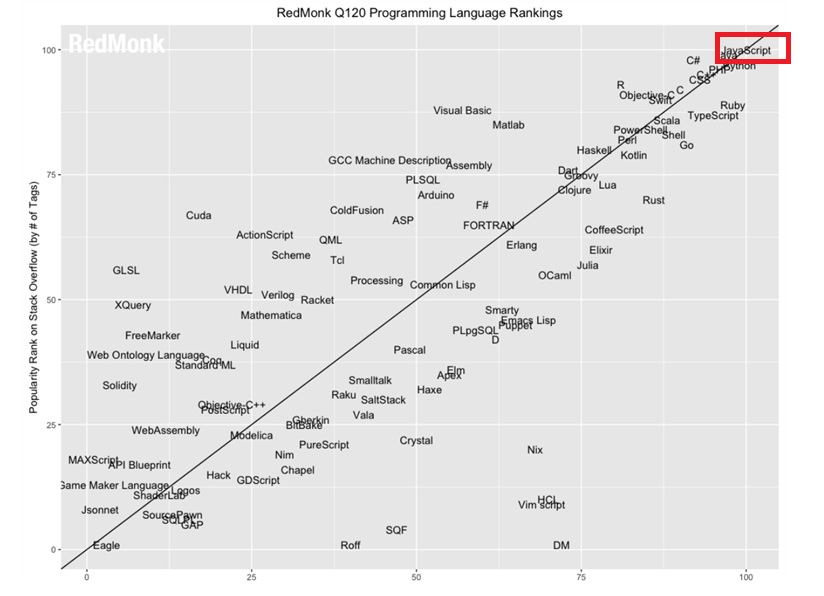 RedMonk Q120 Programming Language Rankings
RedMonk
Popularity Rank on Stack Overflow (by # of Tags)
100
75
50
25
0
JavaScript
Java
Python
PHP
C#
C++
CSS
C
R
Objective-C
Swift
Ruby
TypeScript
Visual Basic
Matlab
Scala
PowerShell
Shell
Perl
Go
Haskell
Kotlin
GCC Machine Description
Assembly
Dart
Groovy
PLSQL
Lua
Clojure
Arduino
Rust
F#
ColdFusion
Cuda
ASP
FORTRAN
CoffeeScript
ActionScript
QML
Erlang
Elixir
Scheme
Tcl
Julia
GLSL
OCaml
Processing
Common Lisp
VHDL
Verilog
Racket
XQuery
Smarty
Mathematica
Emacs Lisp
Puppet
PLpgSQL
FreeMarker
D
Liquid
Pascal
Web Ontology Language
Coq
Standard ML
Elm
Apex
Smalltalk
Solidity
Haxe
Raku
SaltStack
Objective-C++
PostScript
Vala
Gherkin
BitBake
WebAssembly
Modelica
Crystal
PureScript
Nix
Nim
MAXScript
API Blueprint
Chapel
Hack
GDScript
Game Maker Language
Logos
ShaderLab
HCL
Vim script
Jsonnet
SourcePawn
SQLPL
GAP
SQF
Eagle
Roff
DM
0
25
50
75
100